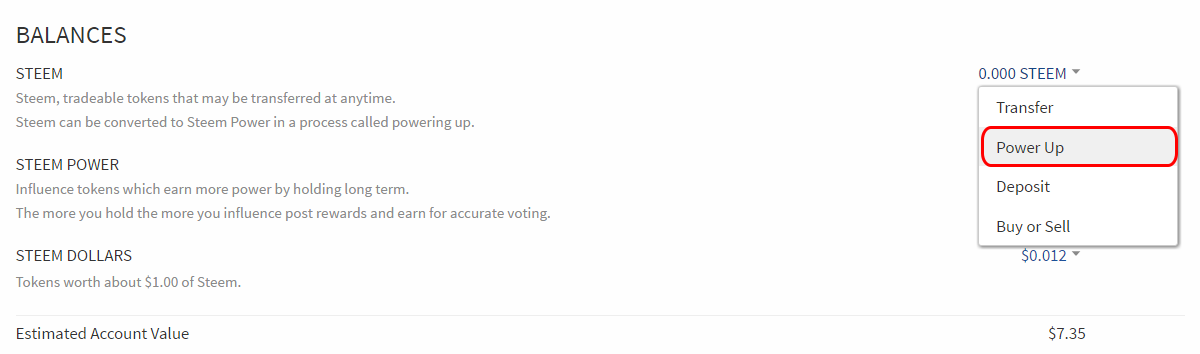 BALANCES
STEEM
0.000 STEEM
Steem, tradeable tokens that may be transferred at anytime.
Steem can be converted to Steem Power in a process called powering up.
Transfer
Power Up
Deposit
Buy or Sell
STEEM POWER
Influence tokens which earn more power by holding long term.
The more you hold the more you influence post rewards and earn for accurate voting.
STEEM DOLLARS
$0.012
Tokens worth about $1.00 of Steem.
Estimated Account Value
$7.35